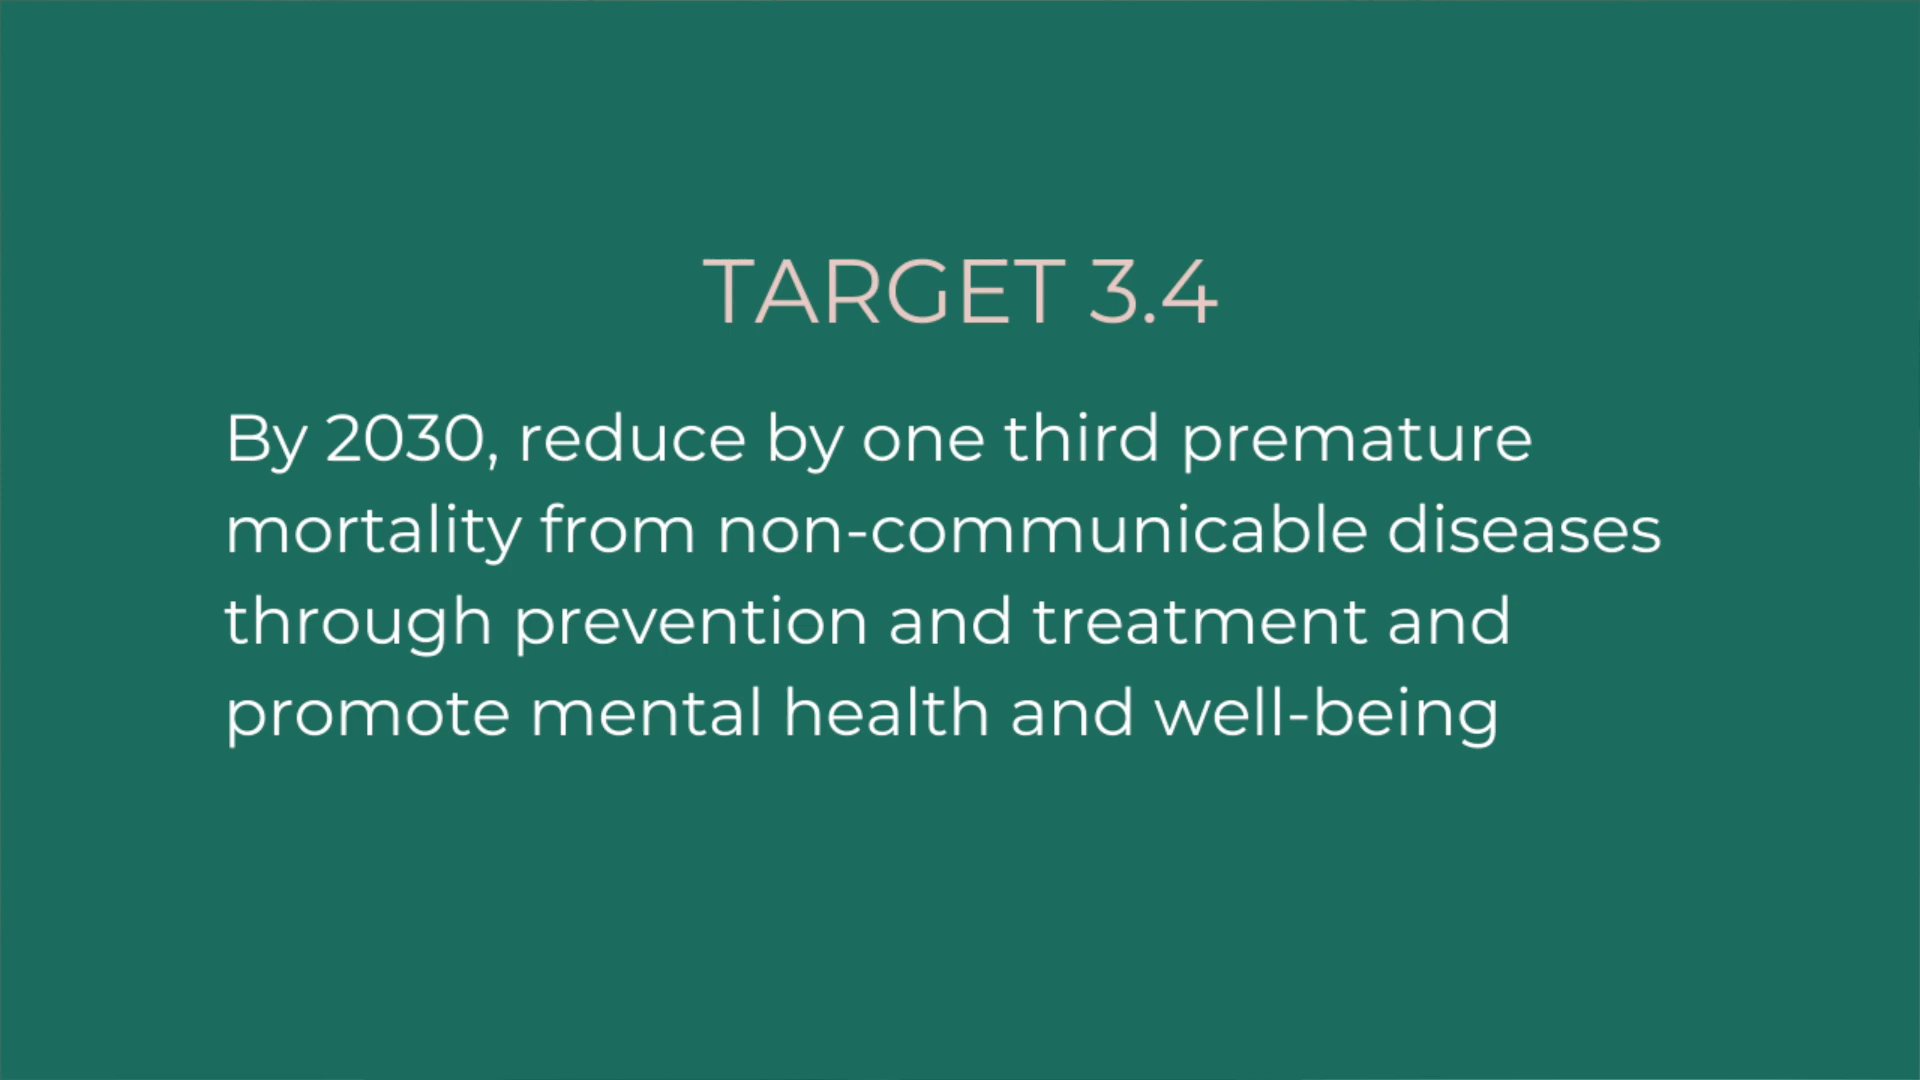 TARGET 3.4
By 2030, reduce by one third premature
mortality from non-communicable diseases
through prevention and treatment and
promote mental health and well-being